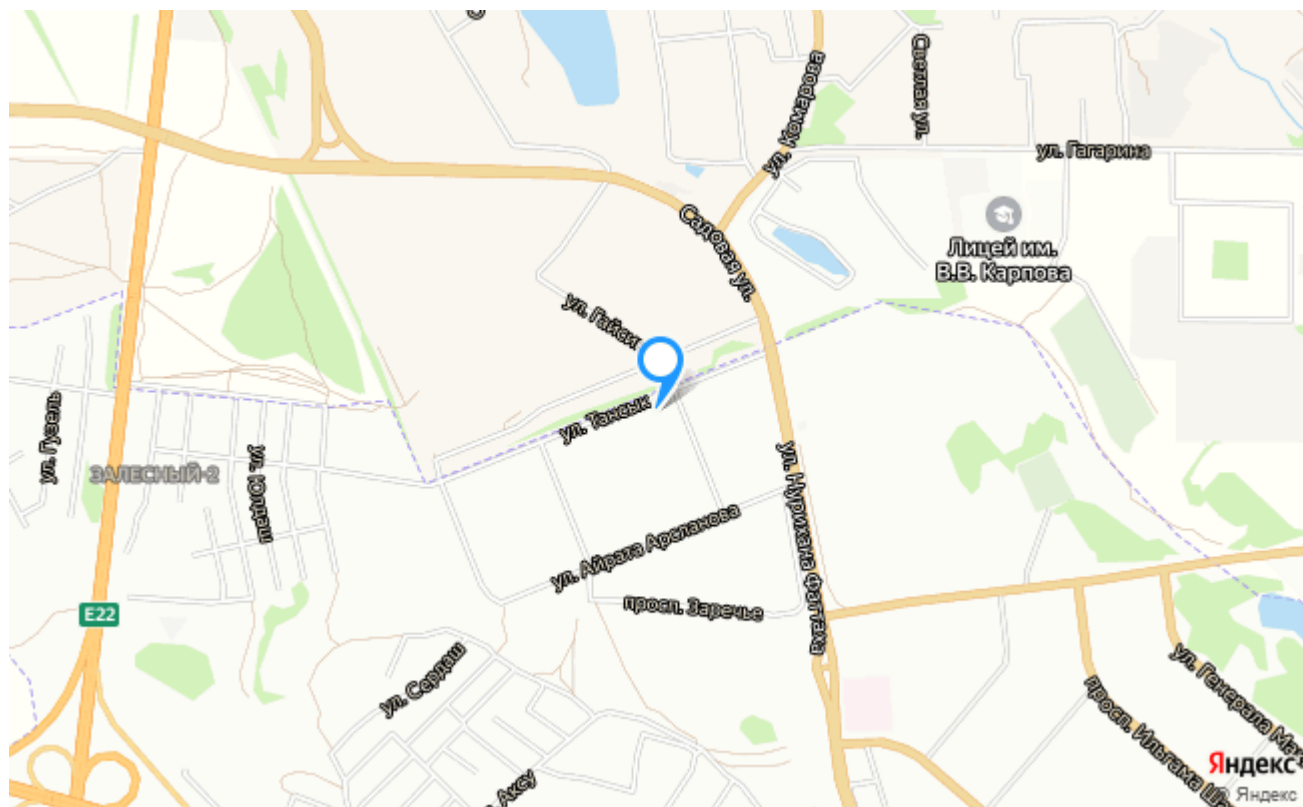 Светлая ул.
ул. Комарова
ул. Гагарина
Лицей им.
В.В. Карпова
Садовая ул.
ул. Гайси
ул. Тансык
ул. Гузель
ЗАЛЕСНЫЙ-2
ул. Юлдаш
ул. Нурихана Фаттаха
ул. Айрата Арсланова
просп. Заречье
E22
ул. Сердаш
ул. Генерала
просп. Ильгама
Аксу
Яндекс
Яндекс